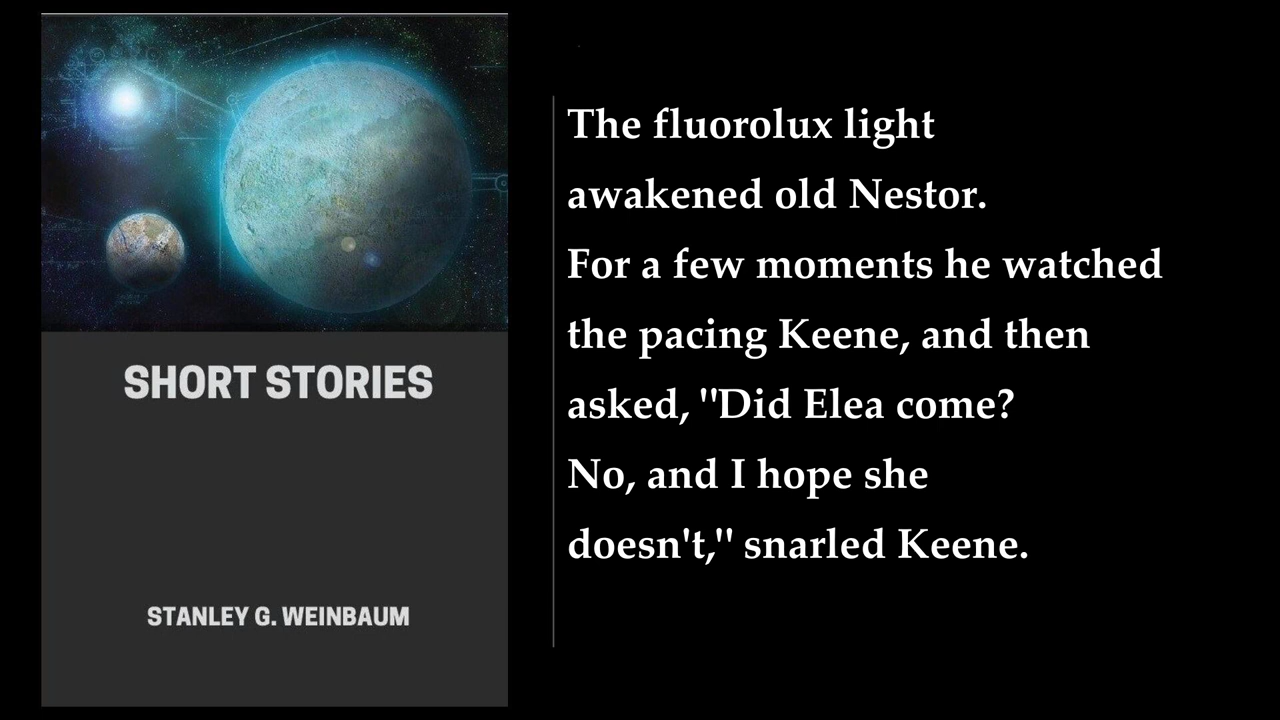 SHORT STORIES
STANLEY G. WEINBAUM
The fluorolux light
awakened old Nestor.
For a few moments he watched
the pacing Keene, and then
asked, "Did Elea come?
No, and I hope she
doesn't," snarled Keene.